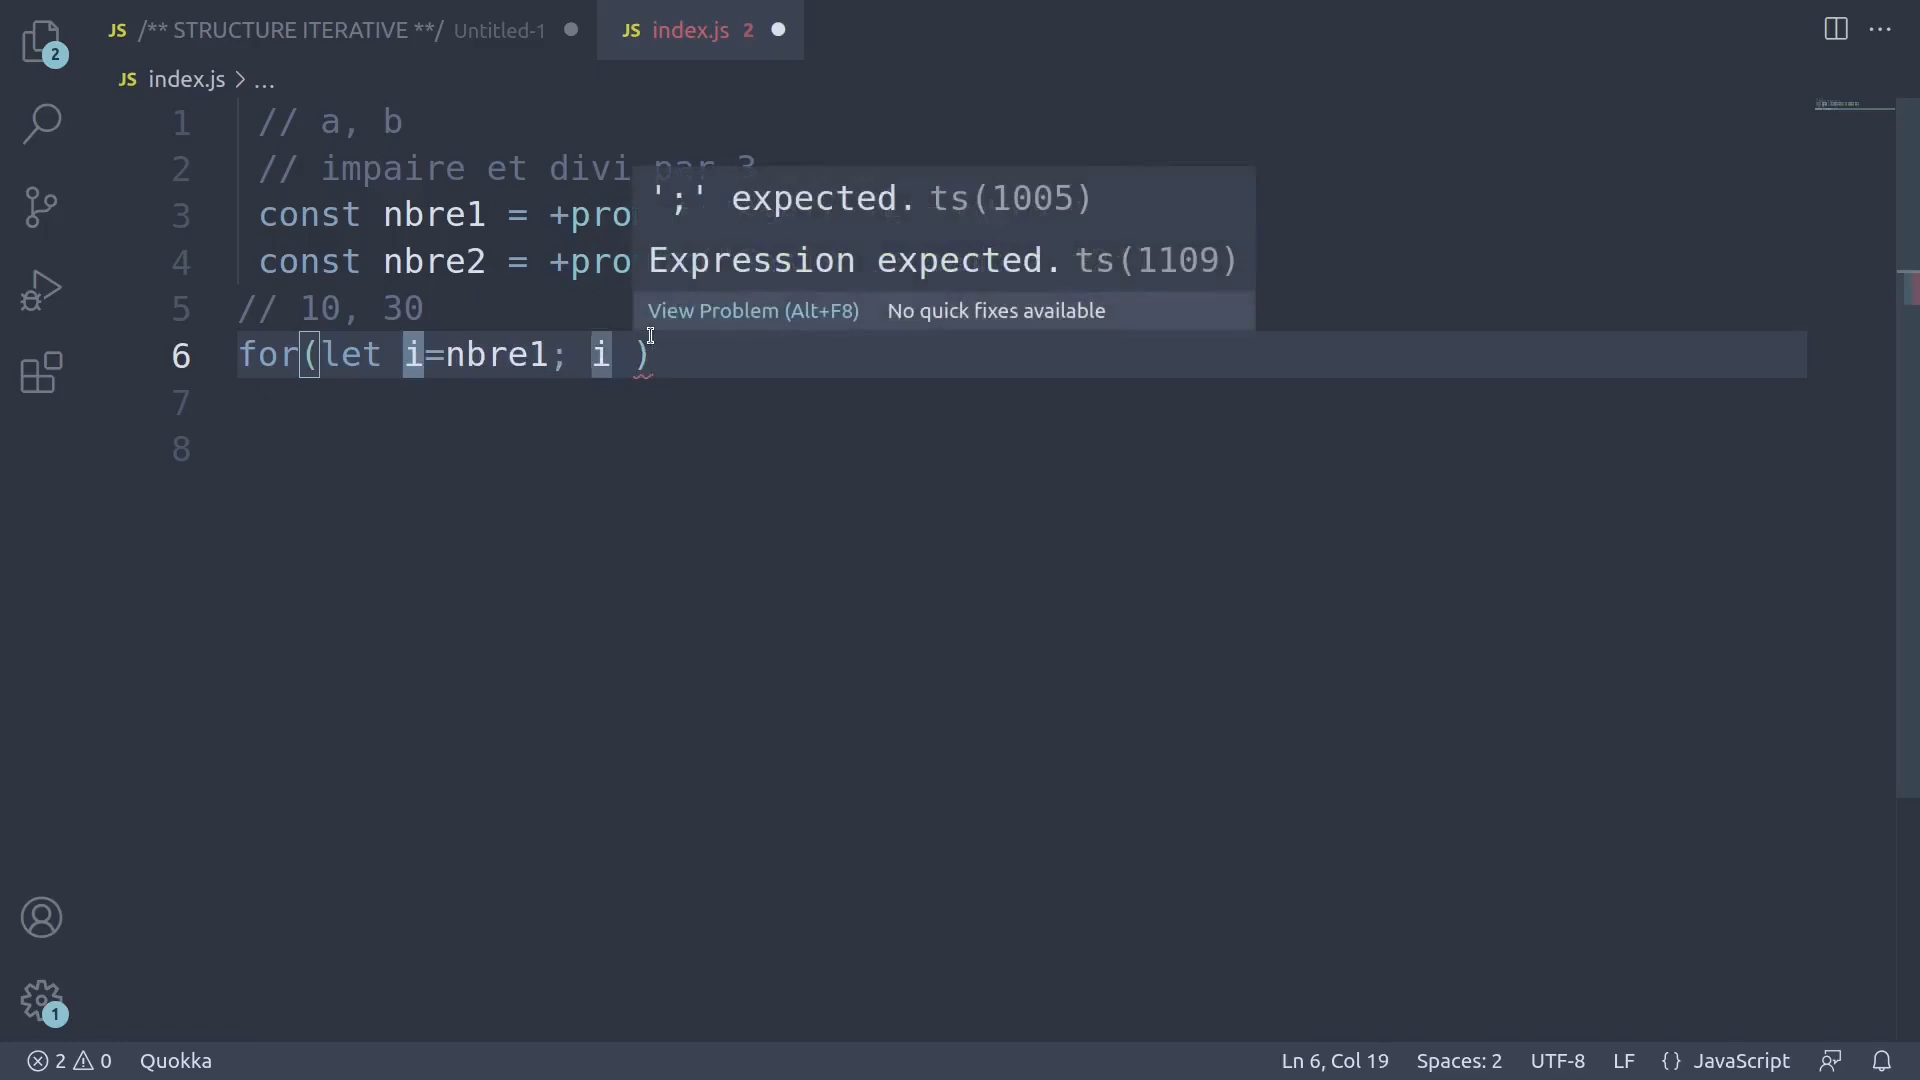 JS /** STRUCTURE ITERATIVE **/ Untitled-1
JS index.js 2
2
JS index.js > ...
1 // a, b
2 // impaire et divi par 3
3 const nbre1 = +pro
4 const nbre2 = +pro
5 // 10, 30
6 for(let i=nbre1; i )
7
8
';' expected. ts(1005)
Expression expected. ts(1109)
View Problem (Alt+F8) No quick fixes available
1
2 0 Quokka
Ln 6, Col 19 Spaces: 2 UTF-8 LF {} JavaScript